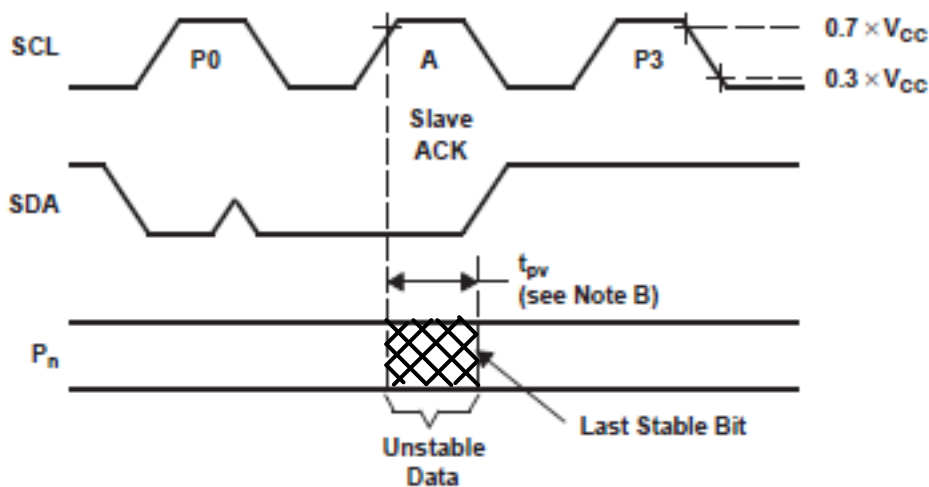 SCL
P0
A
P3
0.7 × VCC
0.3 × VCC
Slave
ACK
SDA
tpv
(see Note B)
Pn
Last Stable Bit
Unstable
Data